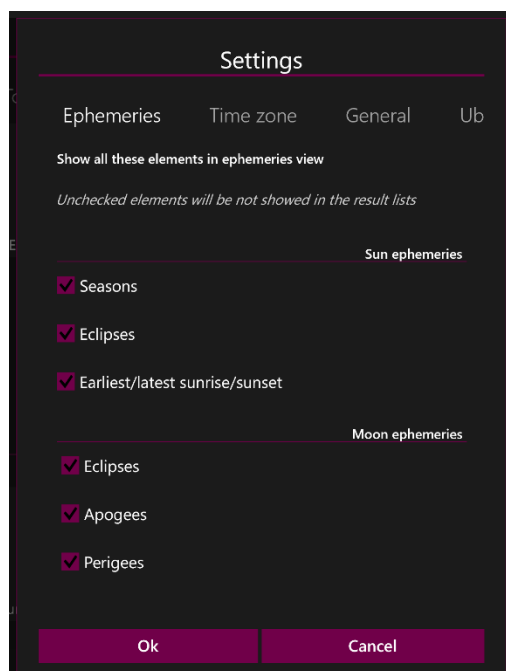 Settings
Ephemeries Time zone General Ub
Show all these elements in ephemeries view
Unchecked elements will be not showed in the result lists
Sun ephemeries
Seasons
Eclipses
Earliest/latest sunrise/sunset
Moon ephemeries
Eclipses
Apogees
Perigees
Ok Cancel